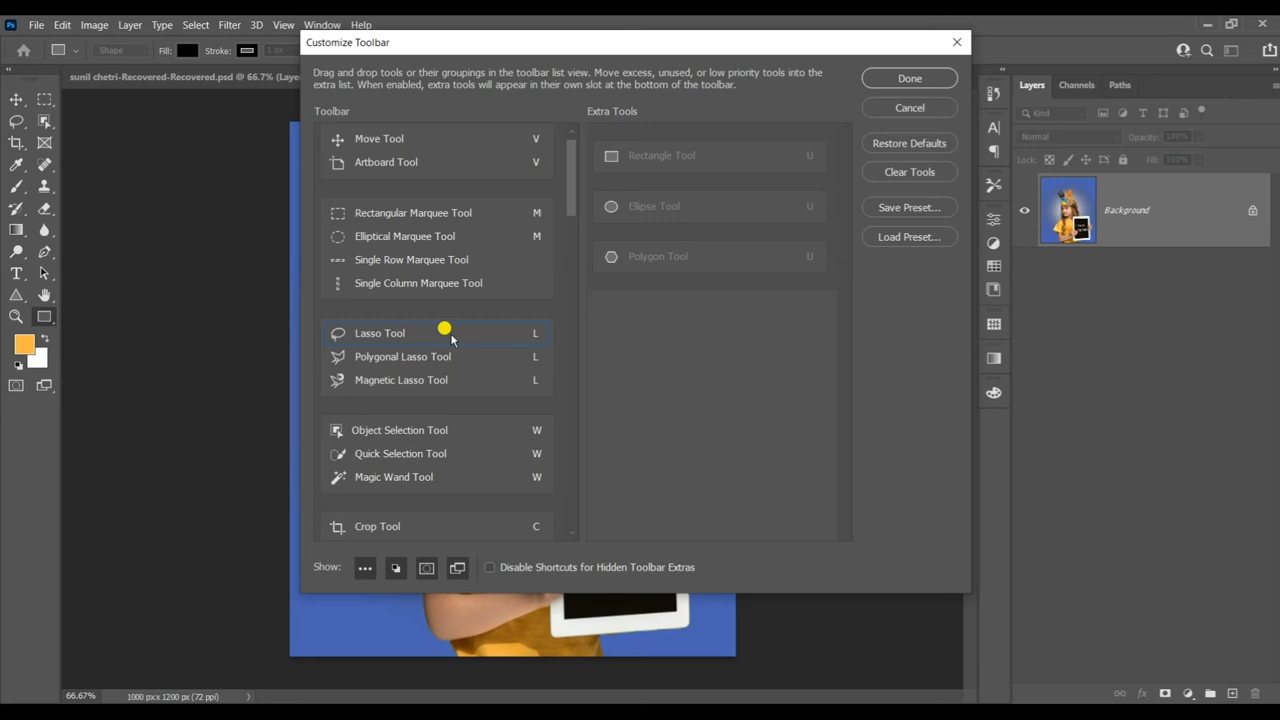 Ps File Edit Image Layer Type Select Filter 3D View Window Help
Shape Fill: Stroke: 1 px
Customize Toolbar
sunil chetri-Recovered-Recovered.psd @ 66.7% (Laye
Drag and drop tools or their groupings in the toolbar list view. Move excess, unused, or low priority tools into the
extra list. When enabled, extra tools will appear in their own slot at the bottom of the toolbar.
Toolbar
Move Tool V
Artboard Tool V
Rectangular Marquee Tool M
Elliptical Marquee Tool M
Single Row Marquee Tool
Single Column Marquee Tool
Lasso Tool L
Polygonal Lasso Tool L
Magnetic Lasso Tool L
Object Selection Tool W
Quick Selection Tool W
Magic Wand Tool W
Crop Tool C
Extra Tools
Rectangle Tool U
Ellipse Tool U
Polygon Tool U
Done
Cancel
Restore Defaults
Clear Tools
Save Preset...
Load Preset...
Show: Disable Shortcuts for Hidden Toolbar Extras
Layers Channels Paths
Kind
Normal Opacity: 100%
Lock: Fill: 100%
Background
66.67% 1000 px x 1200 px (72 ppi)